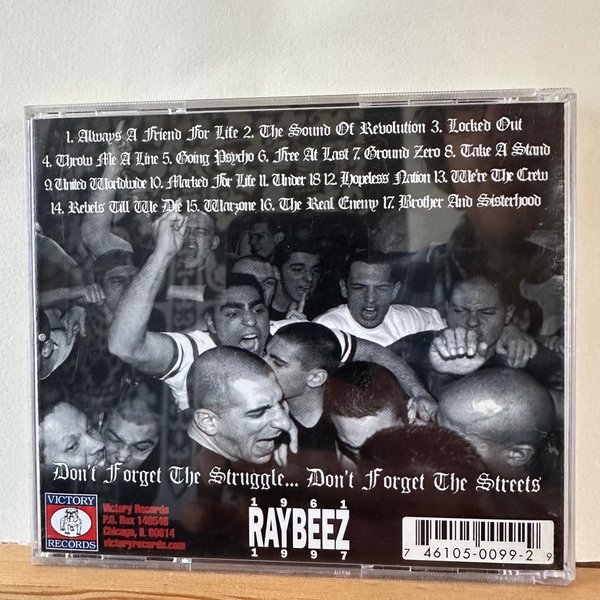 1. Always A Friend For Life 2. The Sound Of Revolution 3. Locked Out
4. Throw Me A Line 5. Going Psycho 6. Free At Last 7. Ground Zero 8. Take A Stand
9. United Worldwide 10. Marked For Life 11. Under 18 12. Hopeless Nation 13. We're The Crew
14. Rebels Till We Die 15. Warzone 16. The Real Enemy 17. Brother And Sisterhood
Don't Forget The Struggle... Don't Forget The Streets
VICTORY
RECORDS
Victory Records
P.O. Box 146546
Chicago, IL 60614
victoryrecords.com
1961
RAYBEEZ
1997
7 46105-0099-2 9